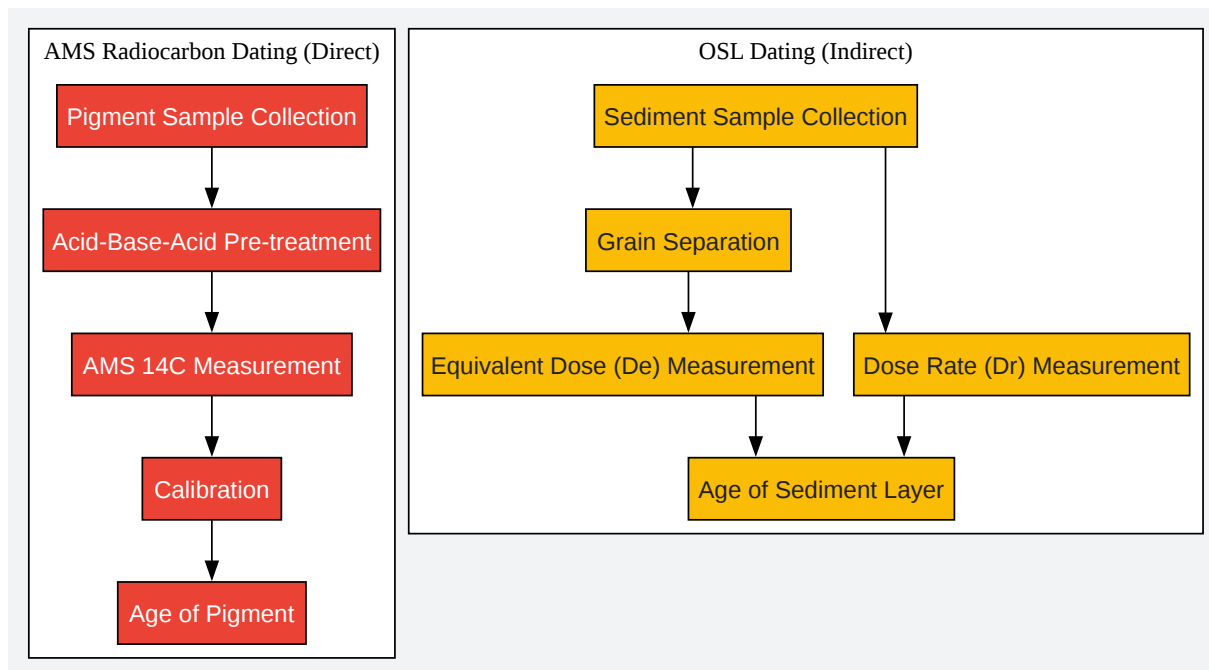 AMS Radiocarbon Dating (Direct)
Pigment Sample Collection
Acid-Base-Acid Pre-treatment
AMS 14C Measurement
Calibration
Age of Pigment
OSL Dating (Indirect)
Sediment Sample Collection
Grain Separation
Equivalent Dose (De) Measurement
Dose Rate (Dr) Measurement
Age of Sediment Layer